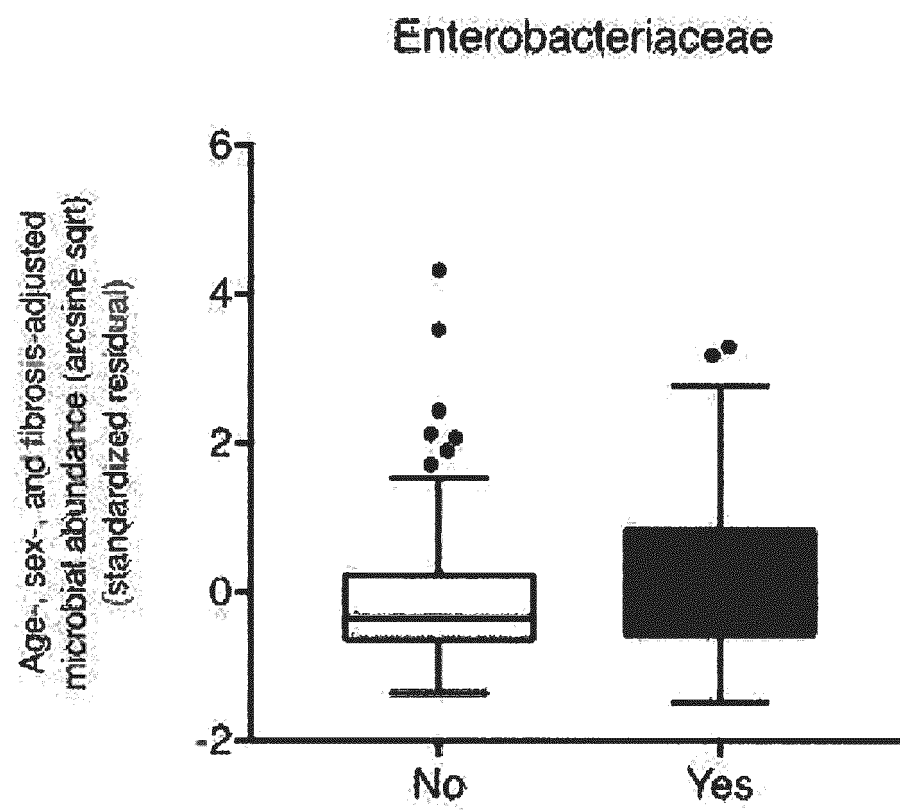 Enterobacteriaceae
Age-, sex-, and fibrosis-adjusted
microbial abundance (arcsine sqrt)
(standardized residual)
6
4
2
0
-2
No
Yes